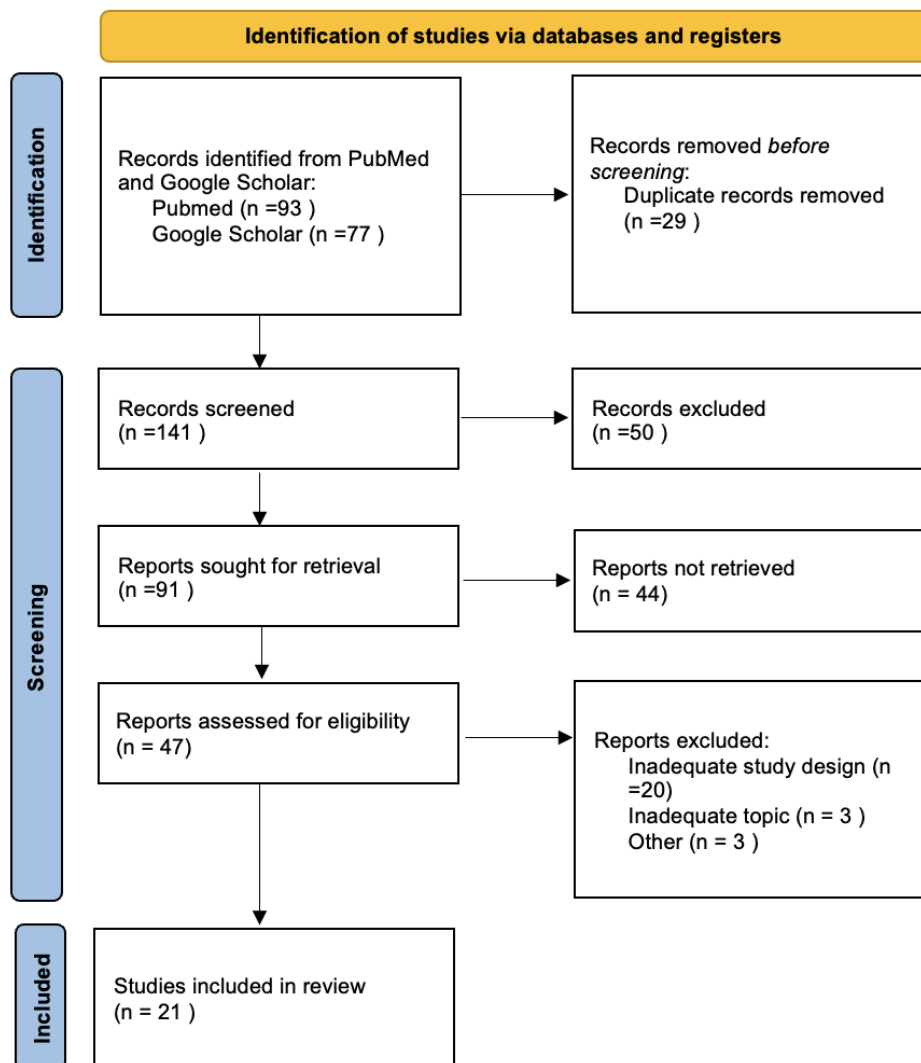 Identification of studies via databases and registers
Identification
Records identified from PubMed
and Google Scholar:
Pubmed (n =93 )
Google Scholar (n =77 )
Records removed before
screening:
Duplicate records removed
(n =29 )
Screening
Records screened
(n =141 )
Records excluded
(n =50 )
Reports sought for retrieval
(n =91 )
Reports not retrieved
(n = 44)
Reports assessed for eligibility
(n = 47)
Reports excluded:
Inadequate study design (n
=20)
Inadequate topic (n = 3 )
Other (n = 3 )
Included
Studies included in review
(n = 21 )